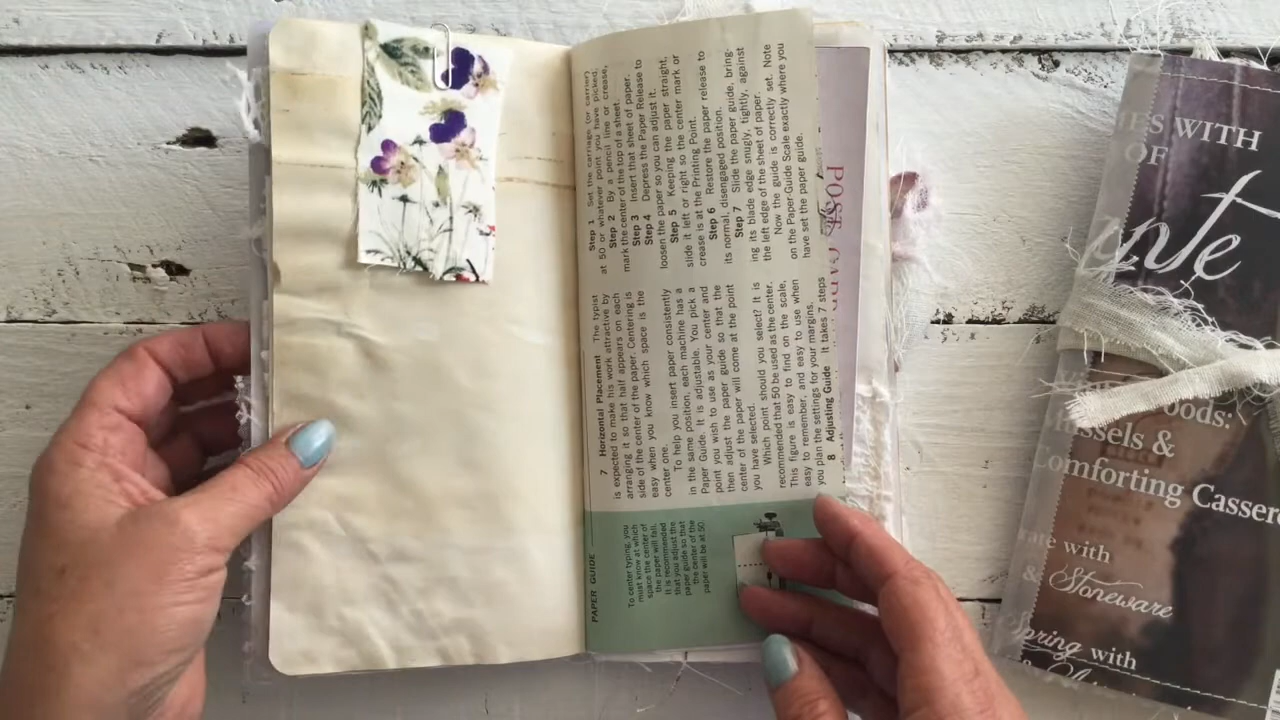 Step 1 Set the carriage (or carrier)
at 50 or whatever point you have picked.
Step 2 By a pencil line or crease,
mark the center of the top of a sheet.
Step 3 Insert that sheet of paper.
Step 4 Depress the Paper Release to
loosen the paper so you can adjust it.
Step 5 Keeping the paper straight,
slide it left or right so the center mark or
crease is at the Printing Point.
Step 6 Restore the paper release to
its normal, disengaged position.
Step 7 Slide the paper guide, bring-
ing its blade edge snugly, tightly, against
the left edge of the sheet of paper.
Now the guide is correctly set. Note
on the Paper-Guide Scale exactly where you
have set the paper guide.
7 Horizontal Placement The typist
is expected to make his work attractive by
arranging it so that half appears on each
side of the center of the paper. Centering is
easy when you know which space is the
center one.
To help you insert paper consistently
in the same position, each machine has a
Paper Guide. It is adjustable. You pick a
point you wish to use as your center and
then adjust the paper guide so that the
center of the paper will come at the point
you have selected.
Which point should you select? It is
recommended that 50 be used as the center.
This figure is easy to find on the scale,
easy to remember, and easy to use when
you plan the settings for your margins.
8 Adjusting Guide It takes 7 steps
PAPER GUIDE
To center typing, you
must know at which
space the center of
the paper will fall.
It is recommended
that you adjust the
paper guide so that
the center of the
paper will be at 50
POST CARD
WITH
OF
oods:
ussels &
omforting Casser
with
& Stoneware
pring with